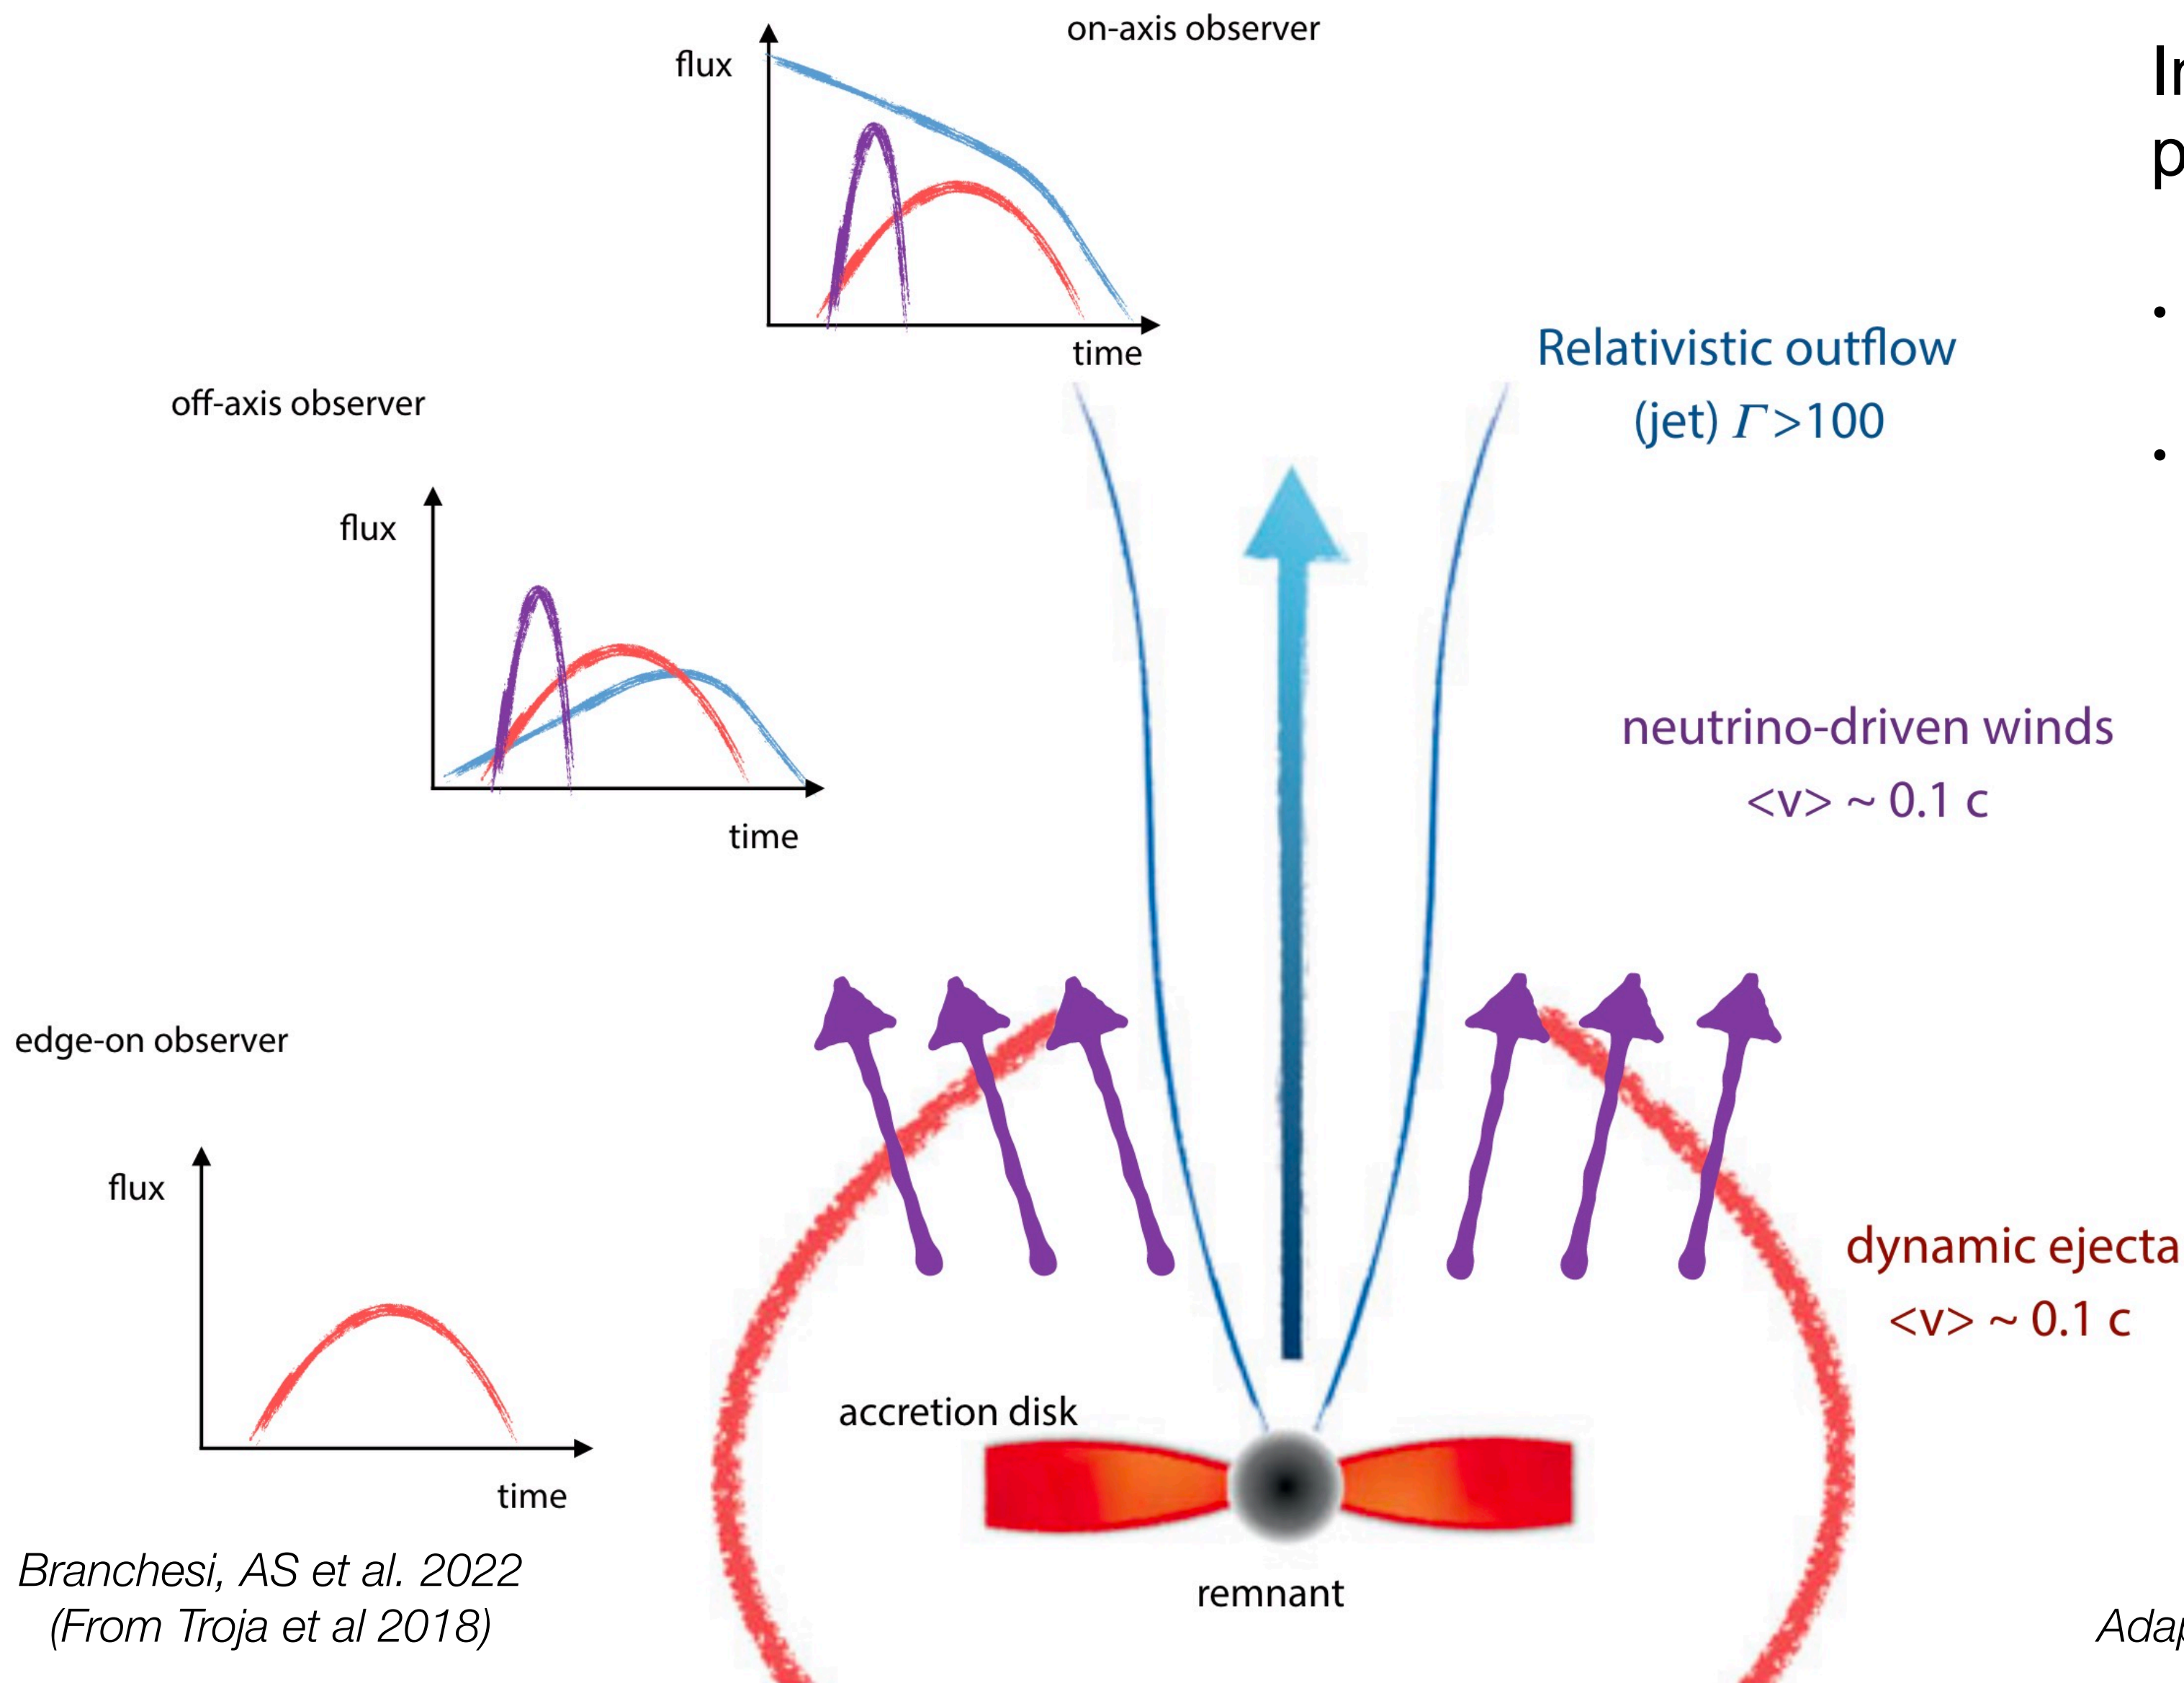 on-axis observer
flux
time
Relativistic outflow
(jet) Γ >100
off-axis observer
flux
time
neutrino-driven winds
<v> ~ 0.1 c
edge-on observer
flux
time
dynamic ejecta
<v> ~ 0.1 c
accretion disk
remnant
Branchesi, AS et al. 2022
(From Troja et al 2018)